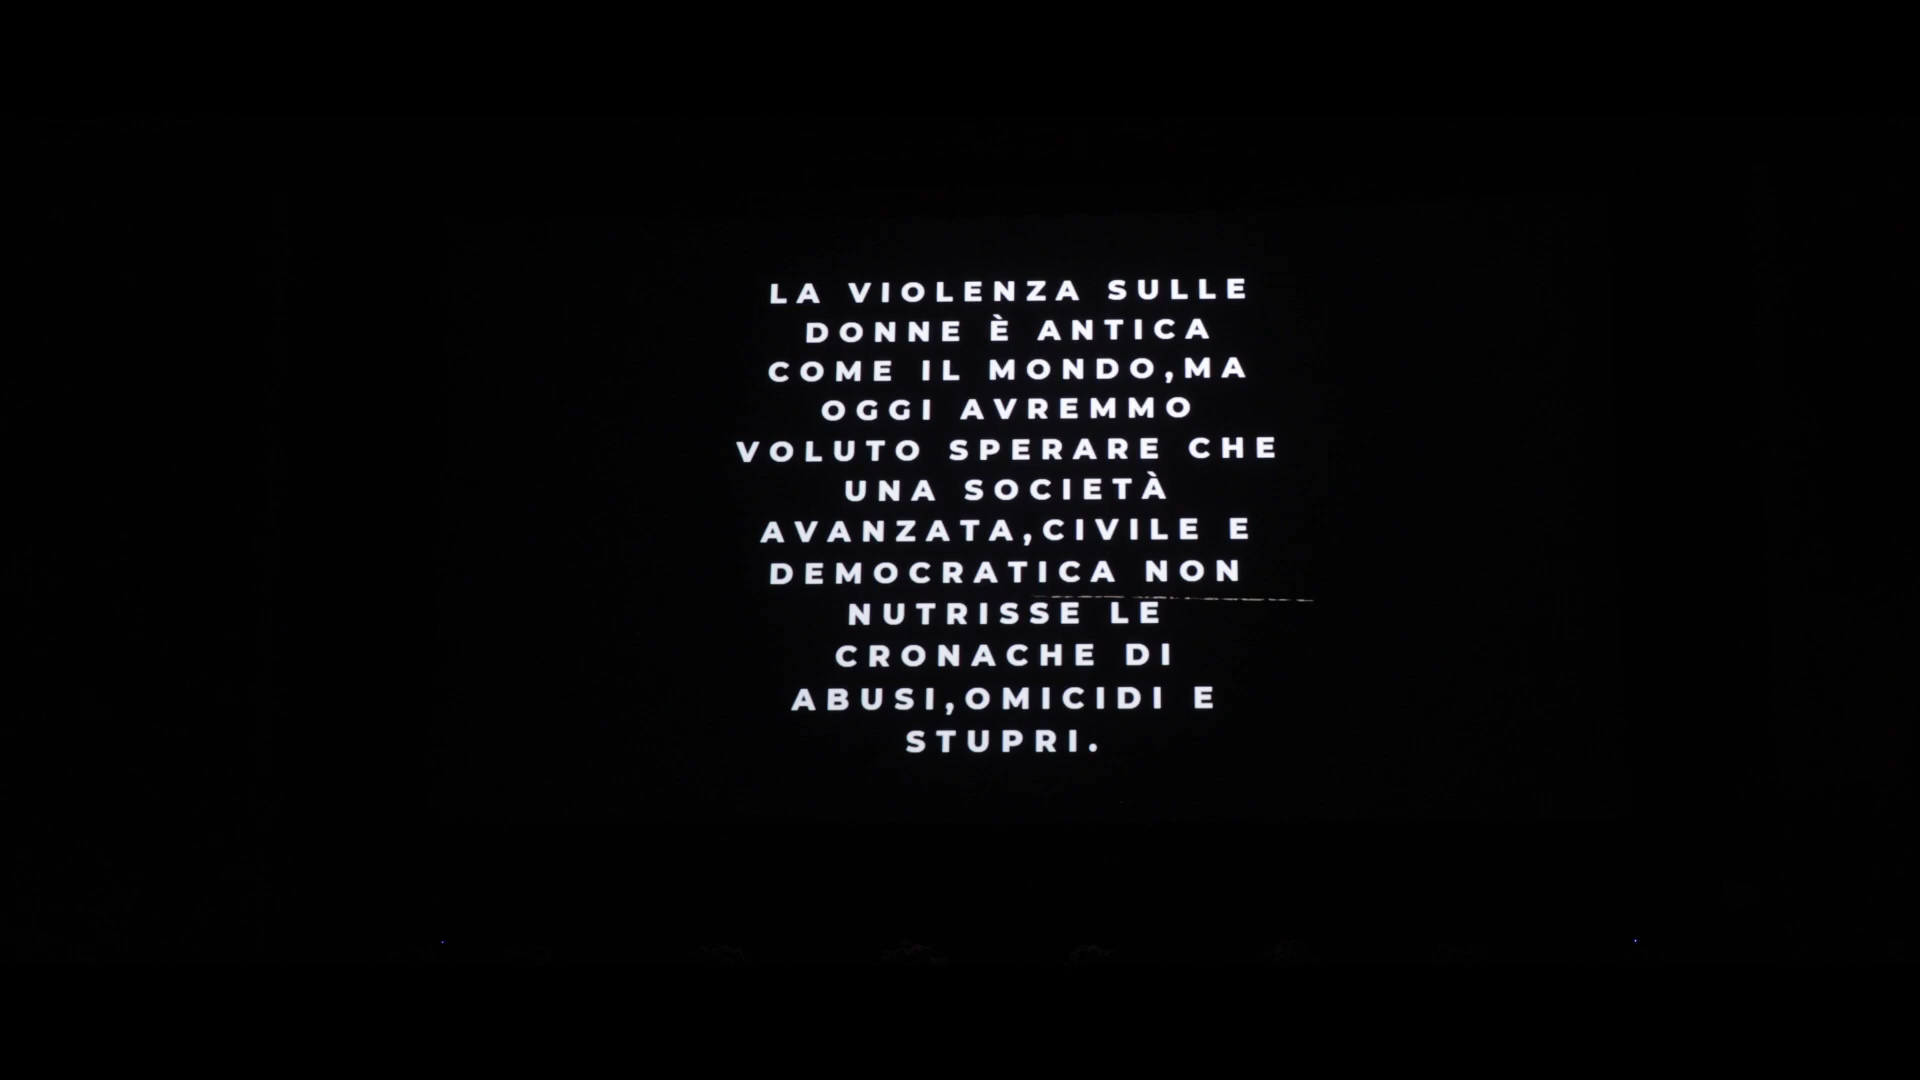 LA VIOLENZA SULLE
DONNE È ANTICA
COME IL MONDO,MA
OGGI AVREMMO
VOLUTO SPERARE CHE
UNA SOCIETÀ
AVANZATA,CIVILE E
DEMOCRATICA NON
NUTRISSE LE
CRONACHE DI
ABUSI,OMICIDI E
STUPRI.